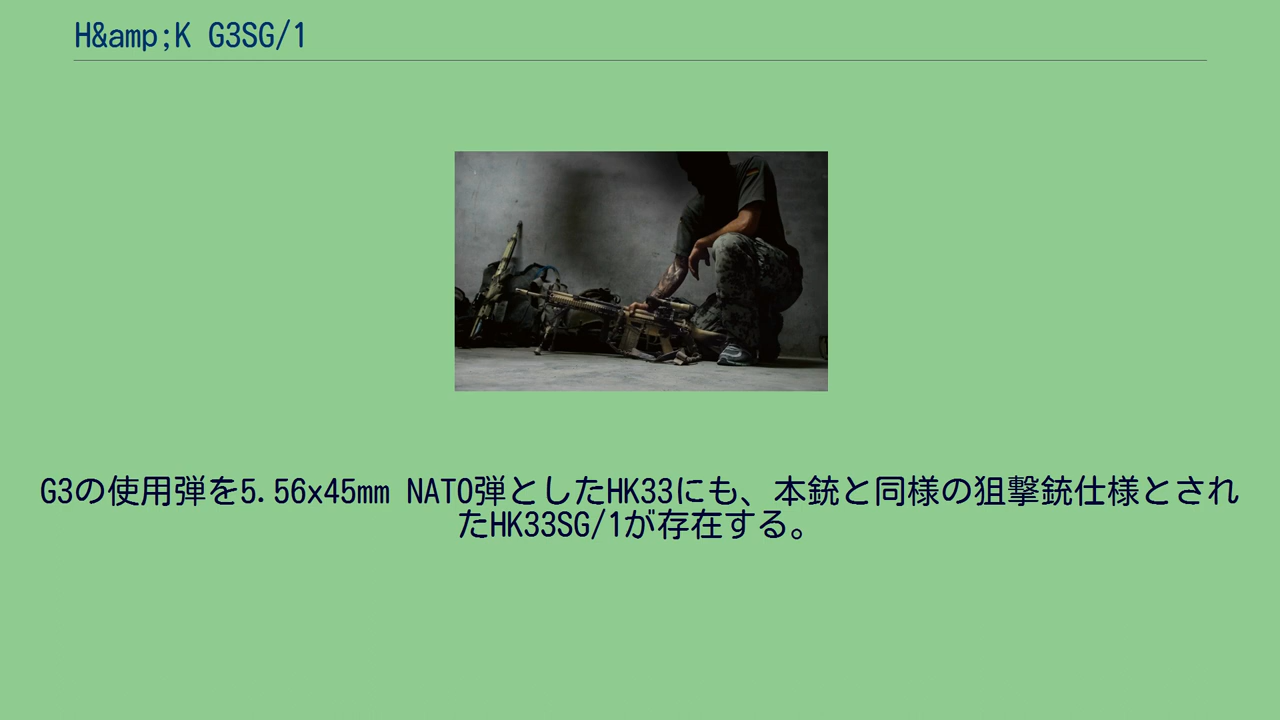 H&amp;K G3SG/1
G3の使用弾を5.56x45mm NATO弾としたHK33にも、本銃と同様の狙撃銃仕様とされ
たHK33SG/1が存在する。